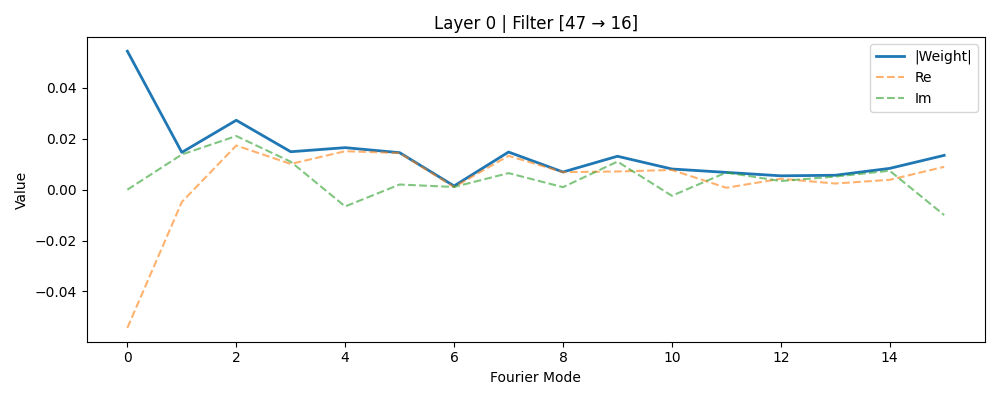 Layer 0 | Filter [47 → 16]
|Weight|
Re
Im
Value
0.04
0.02
0.00
−0.02
−0.04
0 2 4 6 8 10 12 14
Fourier Mode